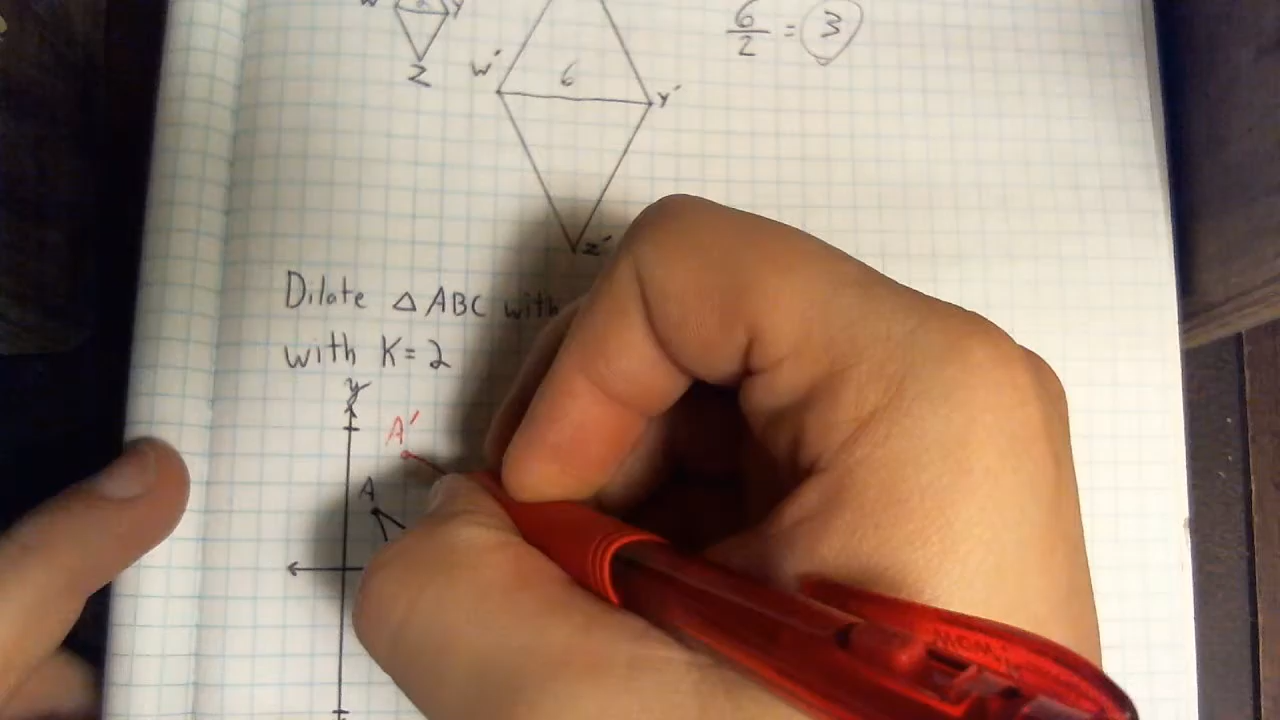 Y
Z
6/2 = 3
W'
6
Y'
Z'
Dilate △ABC with
with K=2
y
A'
A